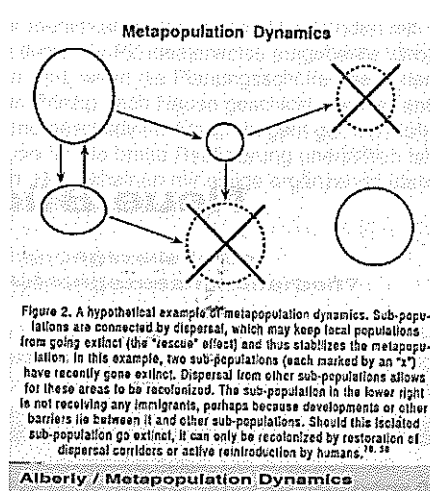 Metapopulation Dynamics
Figure 2. A hypothetical example of metapopulation dynamics. Sub-popu-
lations are connected by dispersal, which may keep local populations
from going extinct (the "rescue" effect) and thus stabilizes the metapopu-
lation. In this example, two sub-populations (each marked by an "x")
have recently gone extinct. Dispersal from other sub-populations allows
for these areas to be recolonized. The sub-population in the lower right
is not receiving any immigrants, perhaps because developments or other
barriers lie between it and other sub-populations. Should this isolated
sub-population go extinct, it can only be recolonized by restoration of
dispersal corridors or active reintroduction by humans.
Alberly / Metapopulation Dynamics